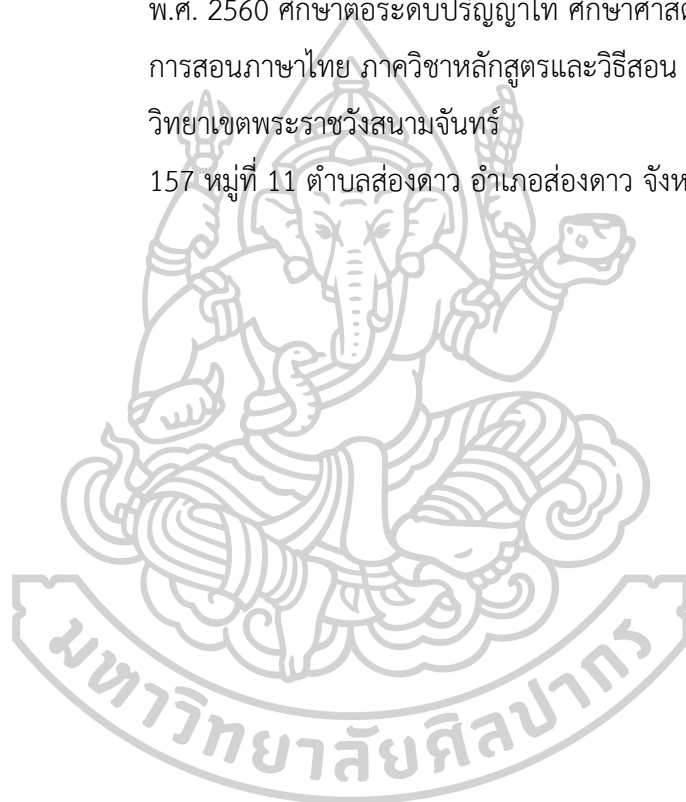 พ.ศ. 2560 ศึกษาต่อระดับปริญญาโท
การสอนภาษาไทย ภาควิชาหลักสูตรและวิธีสอน
วิทยาเขตพระราชวังสนามจันทร์
157 หมู่ที่ 11 ตำบลส่องดาว อำเภอส่องดาว
มหาวิทยาลัยศิลปากร